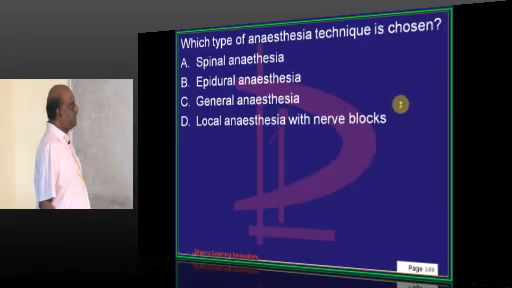 Which type of anaesthesia technique is chosen?
A. Spinal anaethesia
B. Epidural anaesthesia
C. General anaesthesia
D. Local anaesthesia with nerve blocks
Page 349